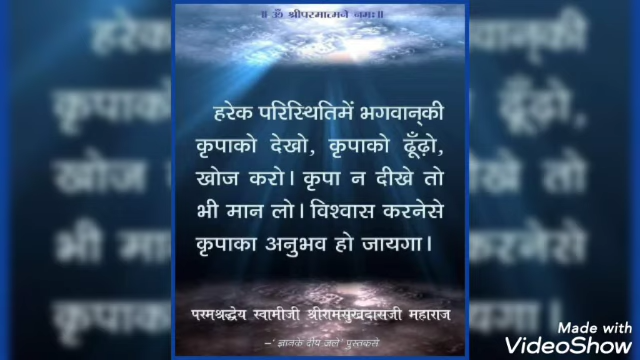 ॥ ॐ श्रीपरमात्मने नमः॥
हरेक परिस्थितिमें भगवान्‌की
कृपाको देखो, कृपाको ढूँढ़ो,
खोज करो। कृपा न दीखे तो
भी मान लो। विश्वास करनेसे
कृपाका अनुभव हो जायगा।
परमश्रद्धेय स्वामीजी श्रीरामसुखदासजी महाराज
–'ज्ञानके दीप जले' पुस्तकसे
Made with
VideoShow